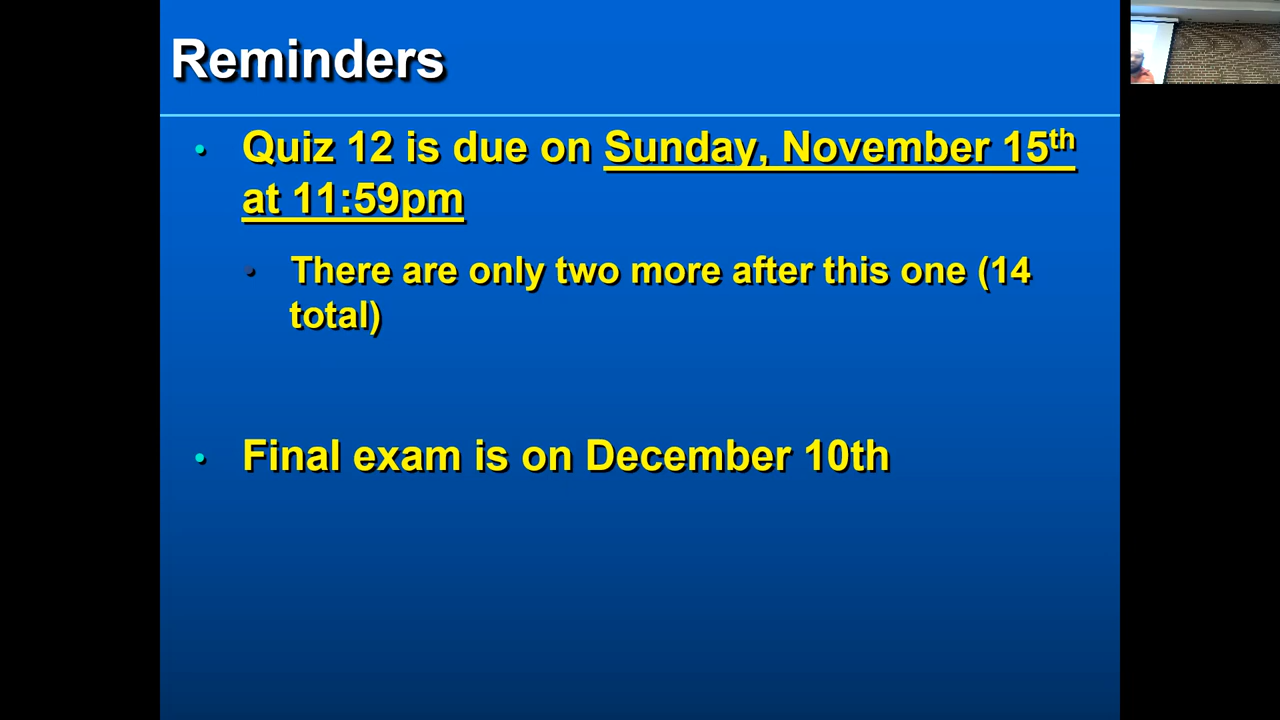 Reminders
• Quiz 12 is due on Sunday, November 15th
at 11:59pm
• There are only two more after this one (14
total)
• Final exam is on December 10th